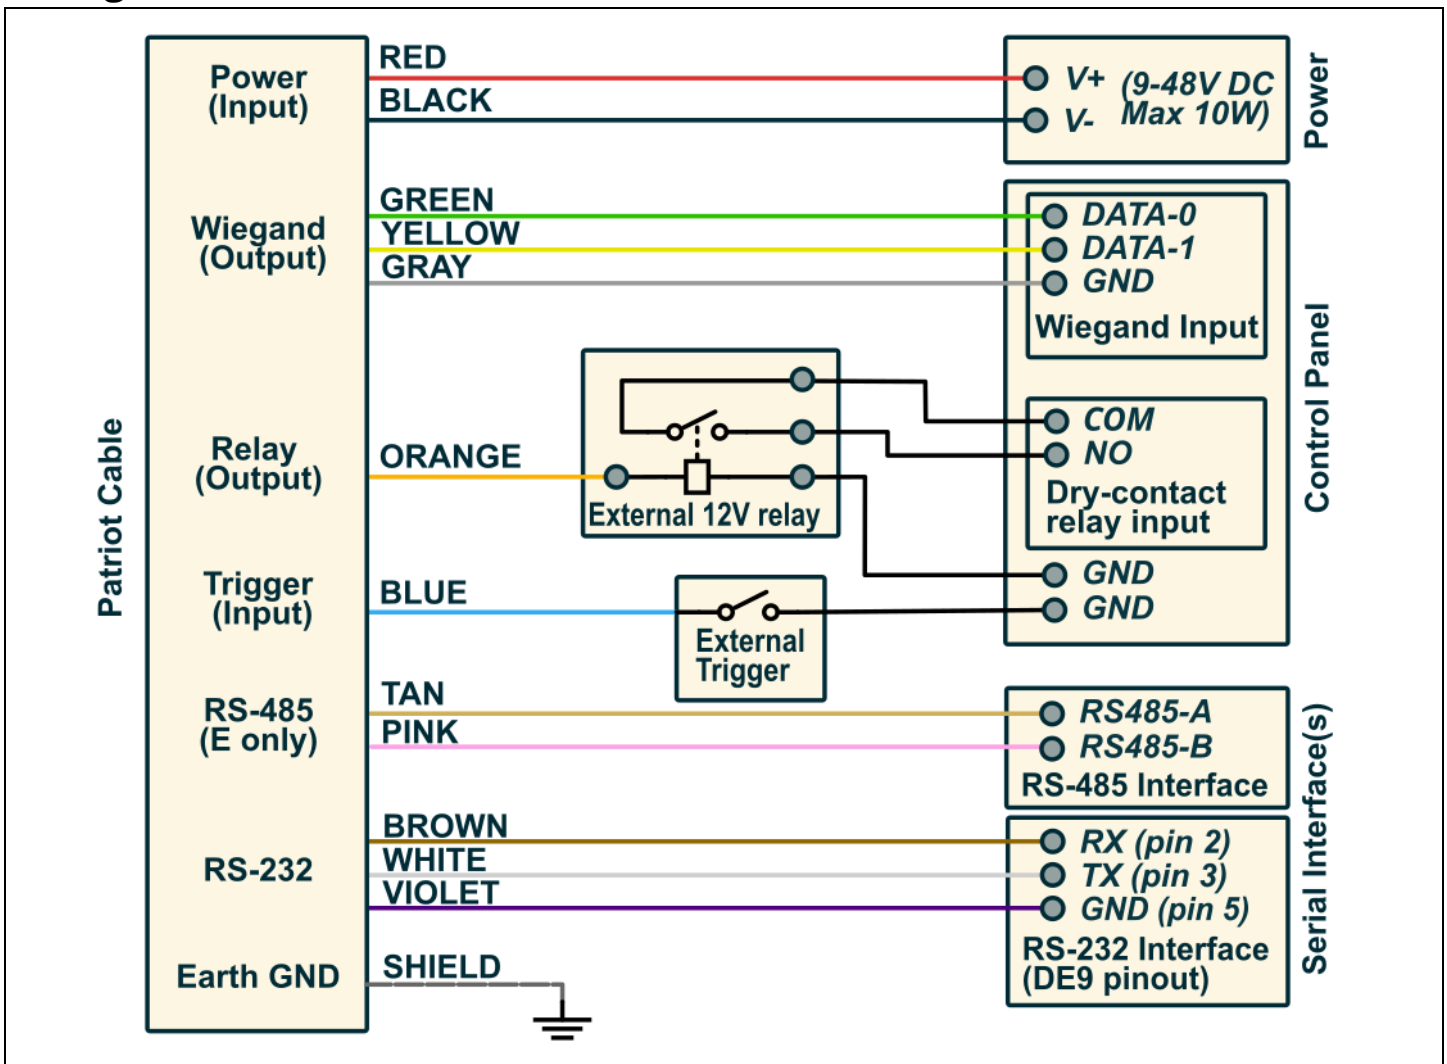 Patriot Cable
Power
(Input)
Wiegand
(Output)
Relay
(Output)
Trigger
(Input)
RS-485
(E only)
RS-232
Earth GND
RED
BLACK
GREEN
YELLOW
GRAY
ORANGE
BLUE
TAN
PINK
BROWN
WHITE
VIOLET
SHIELD
External 12V relay
External
Trigger
V+ (9-48V DC
V- Max 10W)
Power
DATA-0
DATA-1
GND
Wiegand Input
COM
NO
Dry-contact
relay input
GND
GND
Control Panel
RS485-A
RS485-B
RS-485 Interface
RX (pin 2)
TX (pin 3)
GND (pin 5)
RS-232 Interface
(DE9 pinout)
Serial Interface(s)